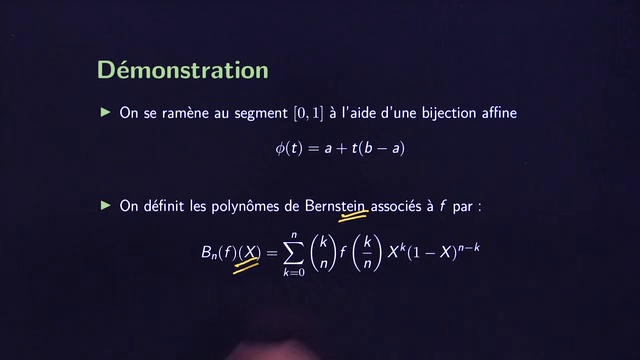 Démonstration
▶ On se ramène au segment [0, 1] à l'aide d'une bijection affine
ϕ(t) = a + t(b − a)
▶ On définit les polynômes de Bernstein associés à f par :
B_n(f)(X) = \sum_{k=0}^{n} \binom{k}{n} f\left(\frac{k}{n}\right) X^k(1 − X)^{n−k}